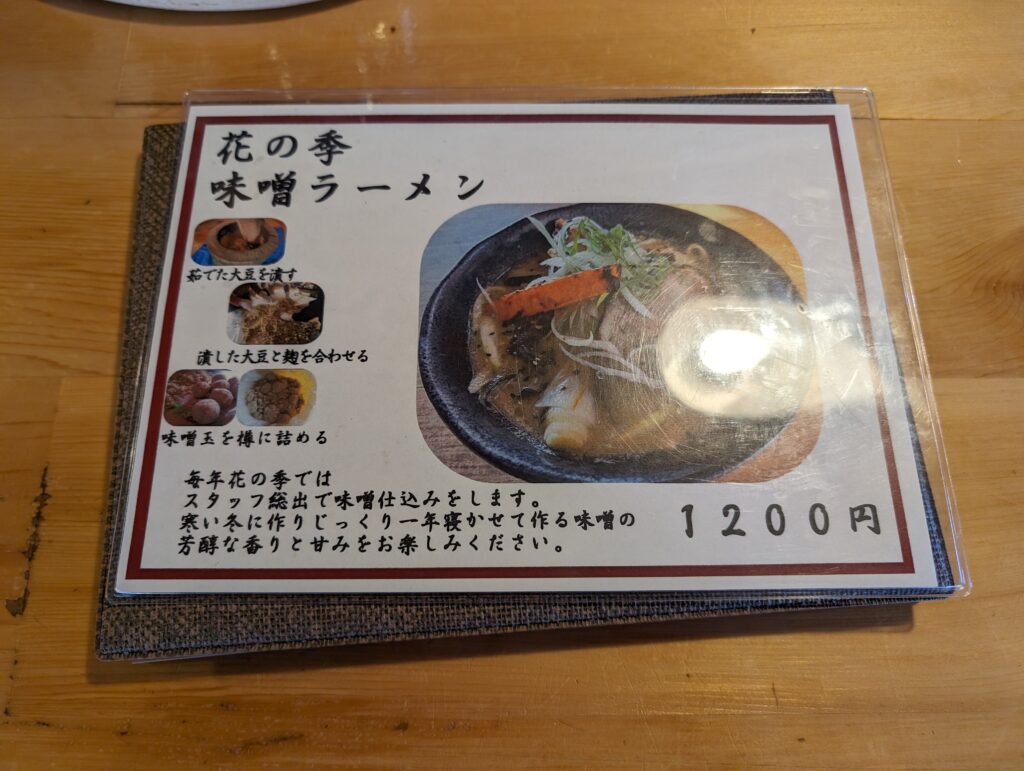 花の季
味噌ラーメン
茹でた大豆を潰す
潰した大豆と麹を合わせる
味噌玉を樽に詰める
毎年花の季では
スタッフ総出で味噌仕込みをします。
寒い冬に作りじっくり一年寝かせて作る味噌の
芳醇な香りと甘みをお楽しみください。
1200円